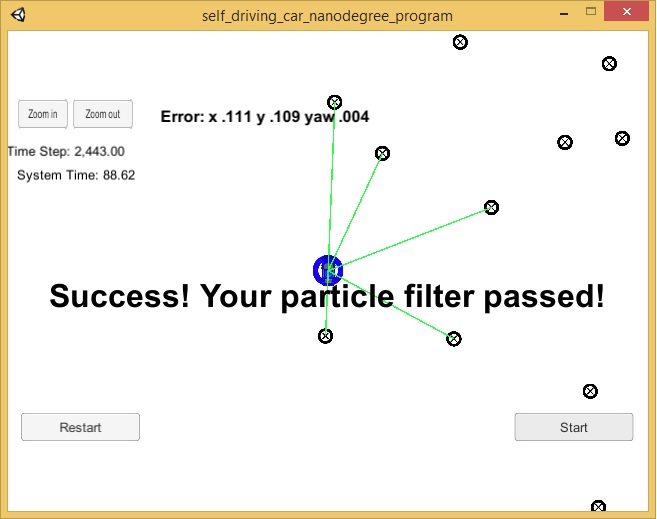 self_driving_car_nanodegree_program
Zoom in
Zoom out
Error: x .111 y .109 yaw .004
Time Step: 2,443.00
System Time: 88.62
Success! Your particle filter passed!
Restart
Start